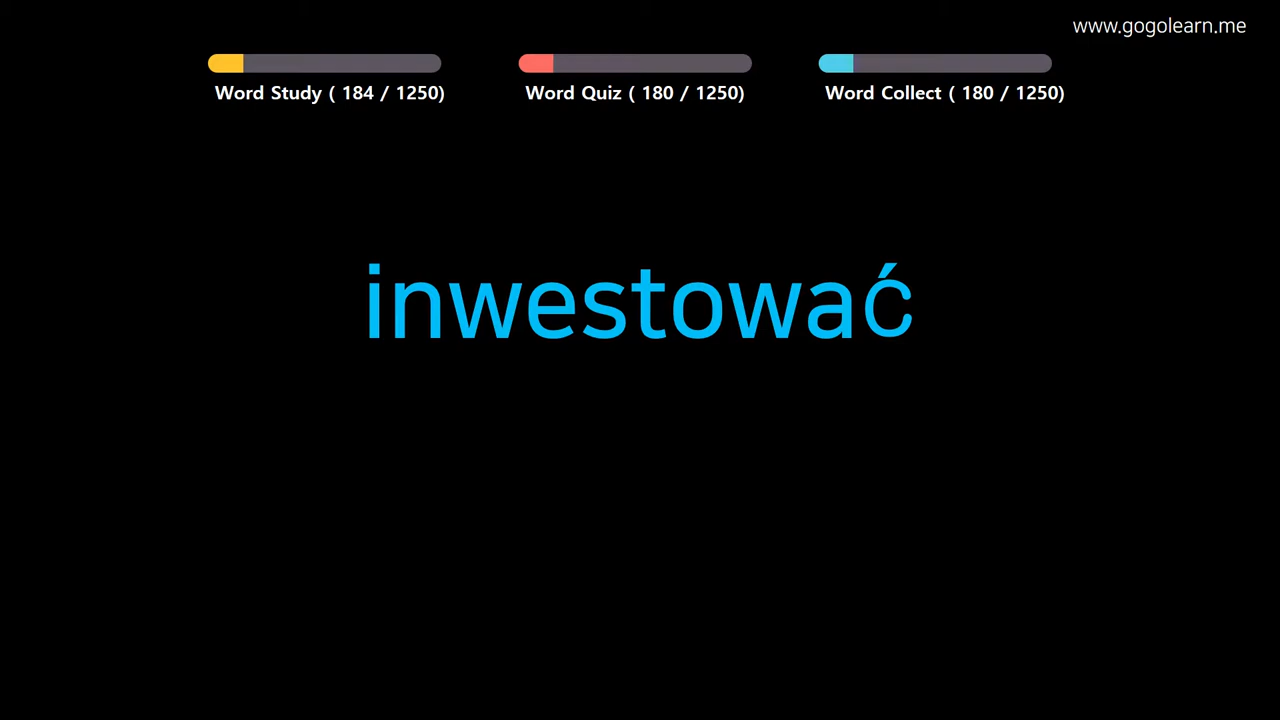 www.gogolearn.me
Word Study ( 184 / 1250)
Word Quiz ( 180 / 1250)
Word Collect ( 180 / 1250)
inwestować